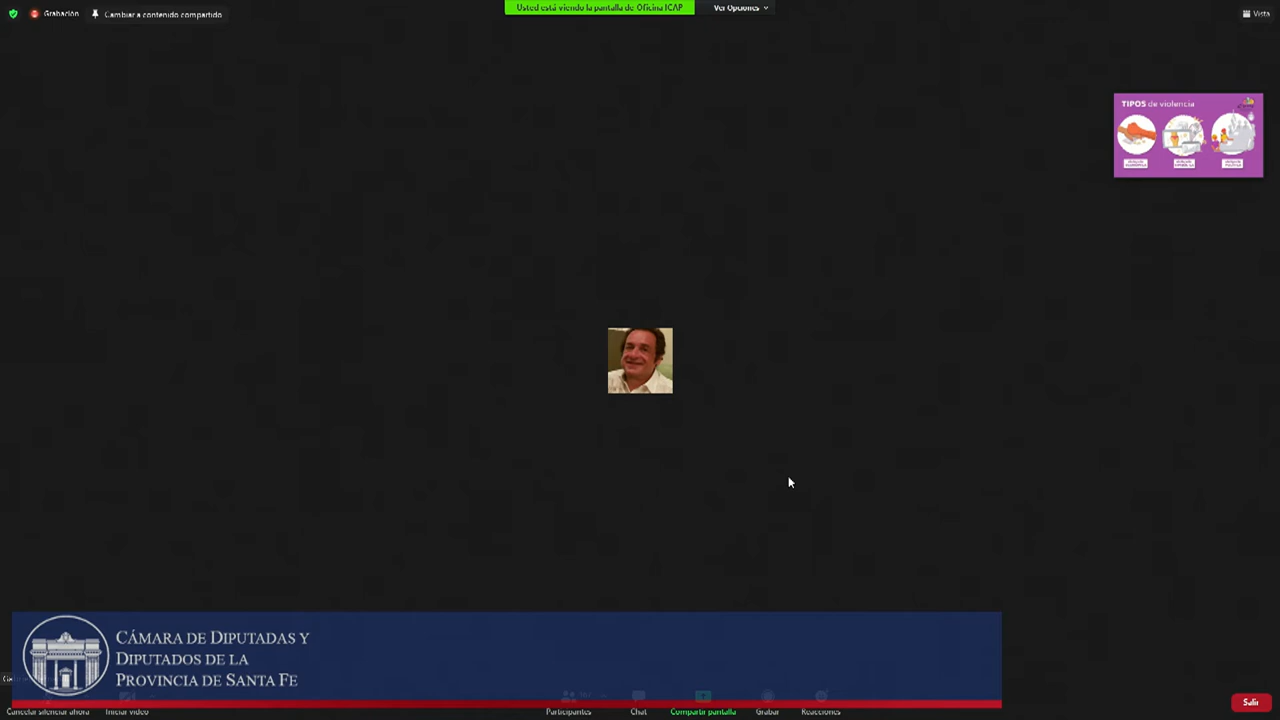 Grabación
Cambiar a contenido compartido
Usted está viendo la pantalla de Oficina ICAP
Ver Opciones
Vista
TIPOS de violencia
CÁMARA DE DIPUTADAS Y
DIPUTADOS DE LA
PROVINCIA DE SANTA FE
Cancelar silenciar ahora
Iniciar video
Participantes
Chat
Compartir pantalla
Grabar
Reacciones
Salir